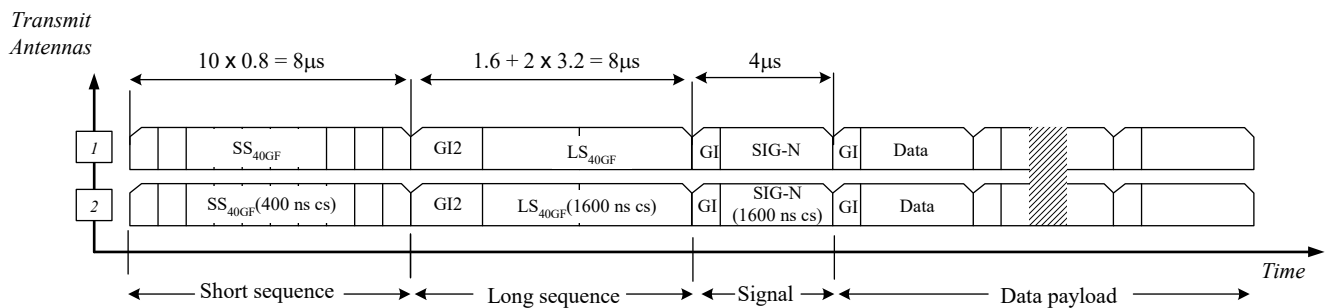 Transmit
Antennas
10 x 0.8 = 8μs
1.6 + 2 x 3.2 = 8μs
4μs
1
SS40GF
GI2
LS40GF
GI
SIG-N
GI
Data
2
SS40GF(400 ns cs)
GI2
LS40GF(1600 ns cs)
GI
SIG-N
(1600 ns cs)
GI
Data
Time
Short sequence
Long sequence
Signal
Data payload